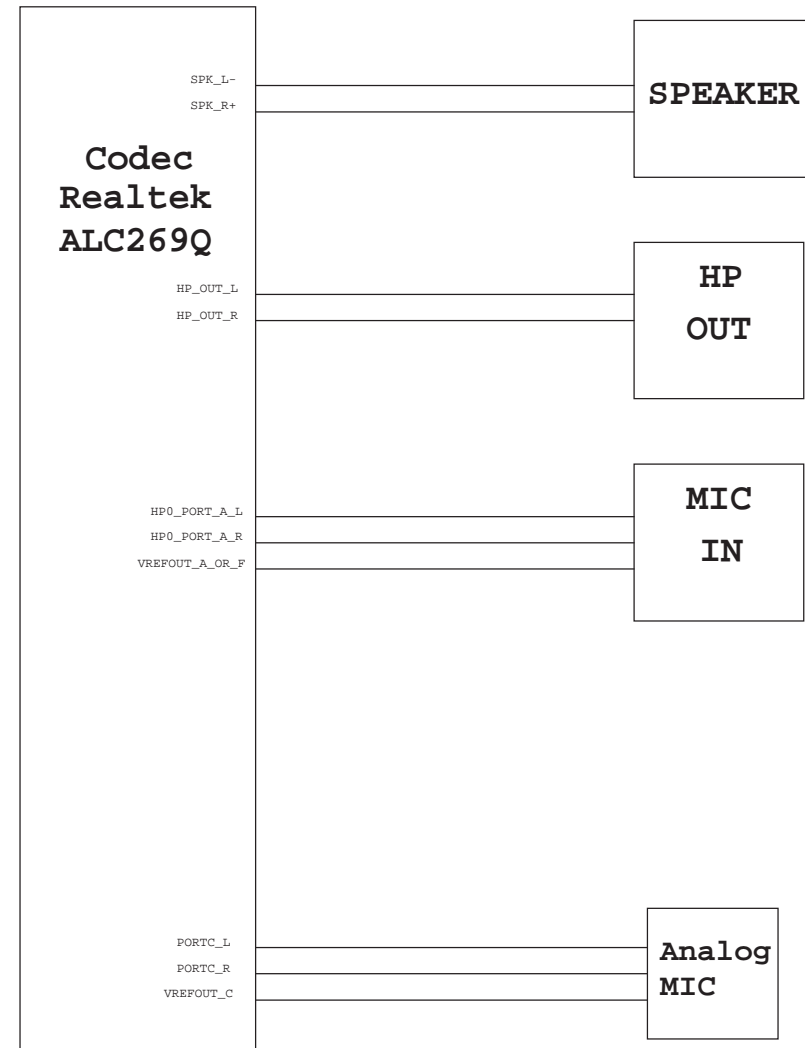 SPK_L-
SPK_R+
SPEAKER
Codec
Realtek
ALC269Q
HP_OUT_L
HP_OUT_R
HP
OUT
HP0_PORT_A_L
HP0_PORT_A_R
VREFOUT_A_OR_F
MIC
IN
PORTC_L
PORTC_R
VREFOUT_C
Analog
MIC